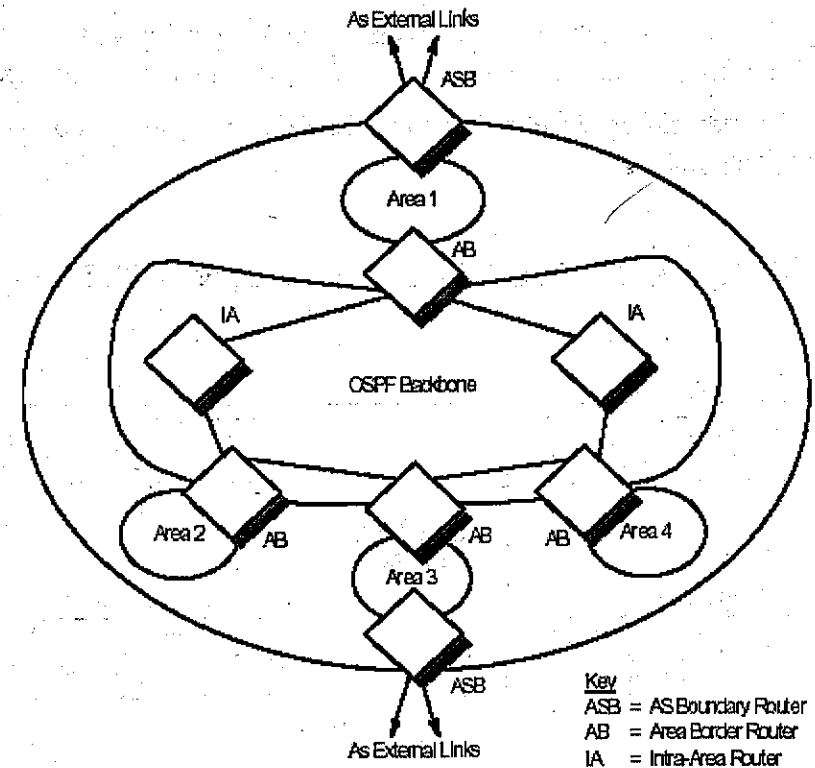 As External Links
ASB
Area 1
AB
IA
IA
OSPF Backbone
Area 2
AB
AB
AB
Area 4
Area 3
ASB
As External Links
Key
ASB = AS Boundary Router
AB = Area Border Router
IA = Intra-Area Router